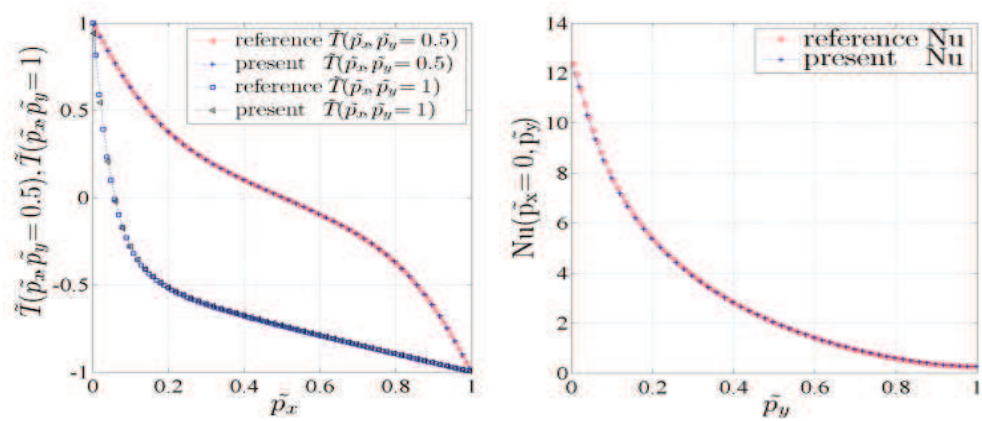 reference T̃(p̃x, p̃y = 0.5)
present T̃(p̃x, p̃y = 0.5)
reference T̃(p̃x, p̃y = 1)
present T̃(p̃x, p̃y = 1)
T̃(p̃x, p̃y = 0.5), T̃(p̃x, p̃y = 1)
1
0.5
0
-0.5
-1
0 0.2 0.4 0.6 0.8 1
p̃x
reference Nu
present Nu
Nu(p̃x = 0, p̃y)
14
12
10
8
6
4
2
0
0 0.2 0.4 0.6 0.8 1
p̃y